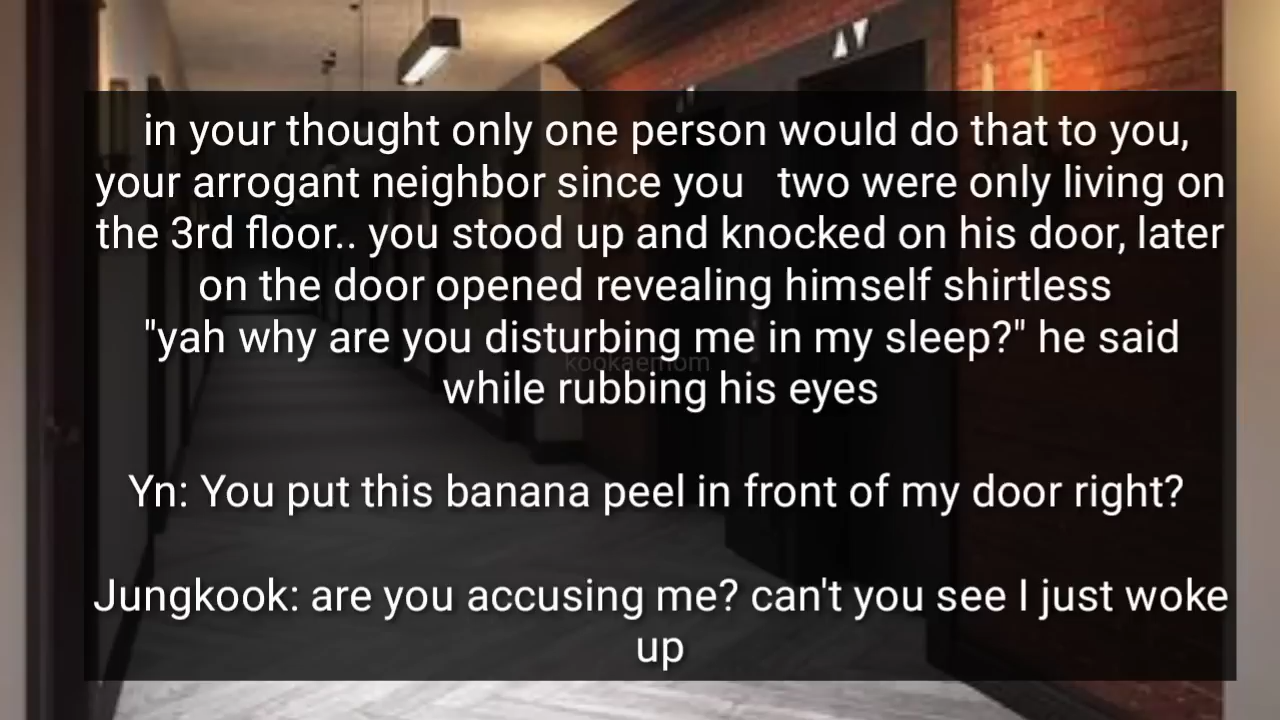 in your thought only one person would do that to you,
your arrogant neighbor since you   two were only living on
the 3rd floor.. you stood up and knocked on his door, later
on the door opened revealing himself shirtless
"yah why are you disturbing me in my sleep?" he said
kookaemom
while rubbing his eyes
Yn: You put this banana peel in front of my door right?
Jungkook: are you accusing me? can't you see I just woke
up